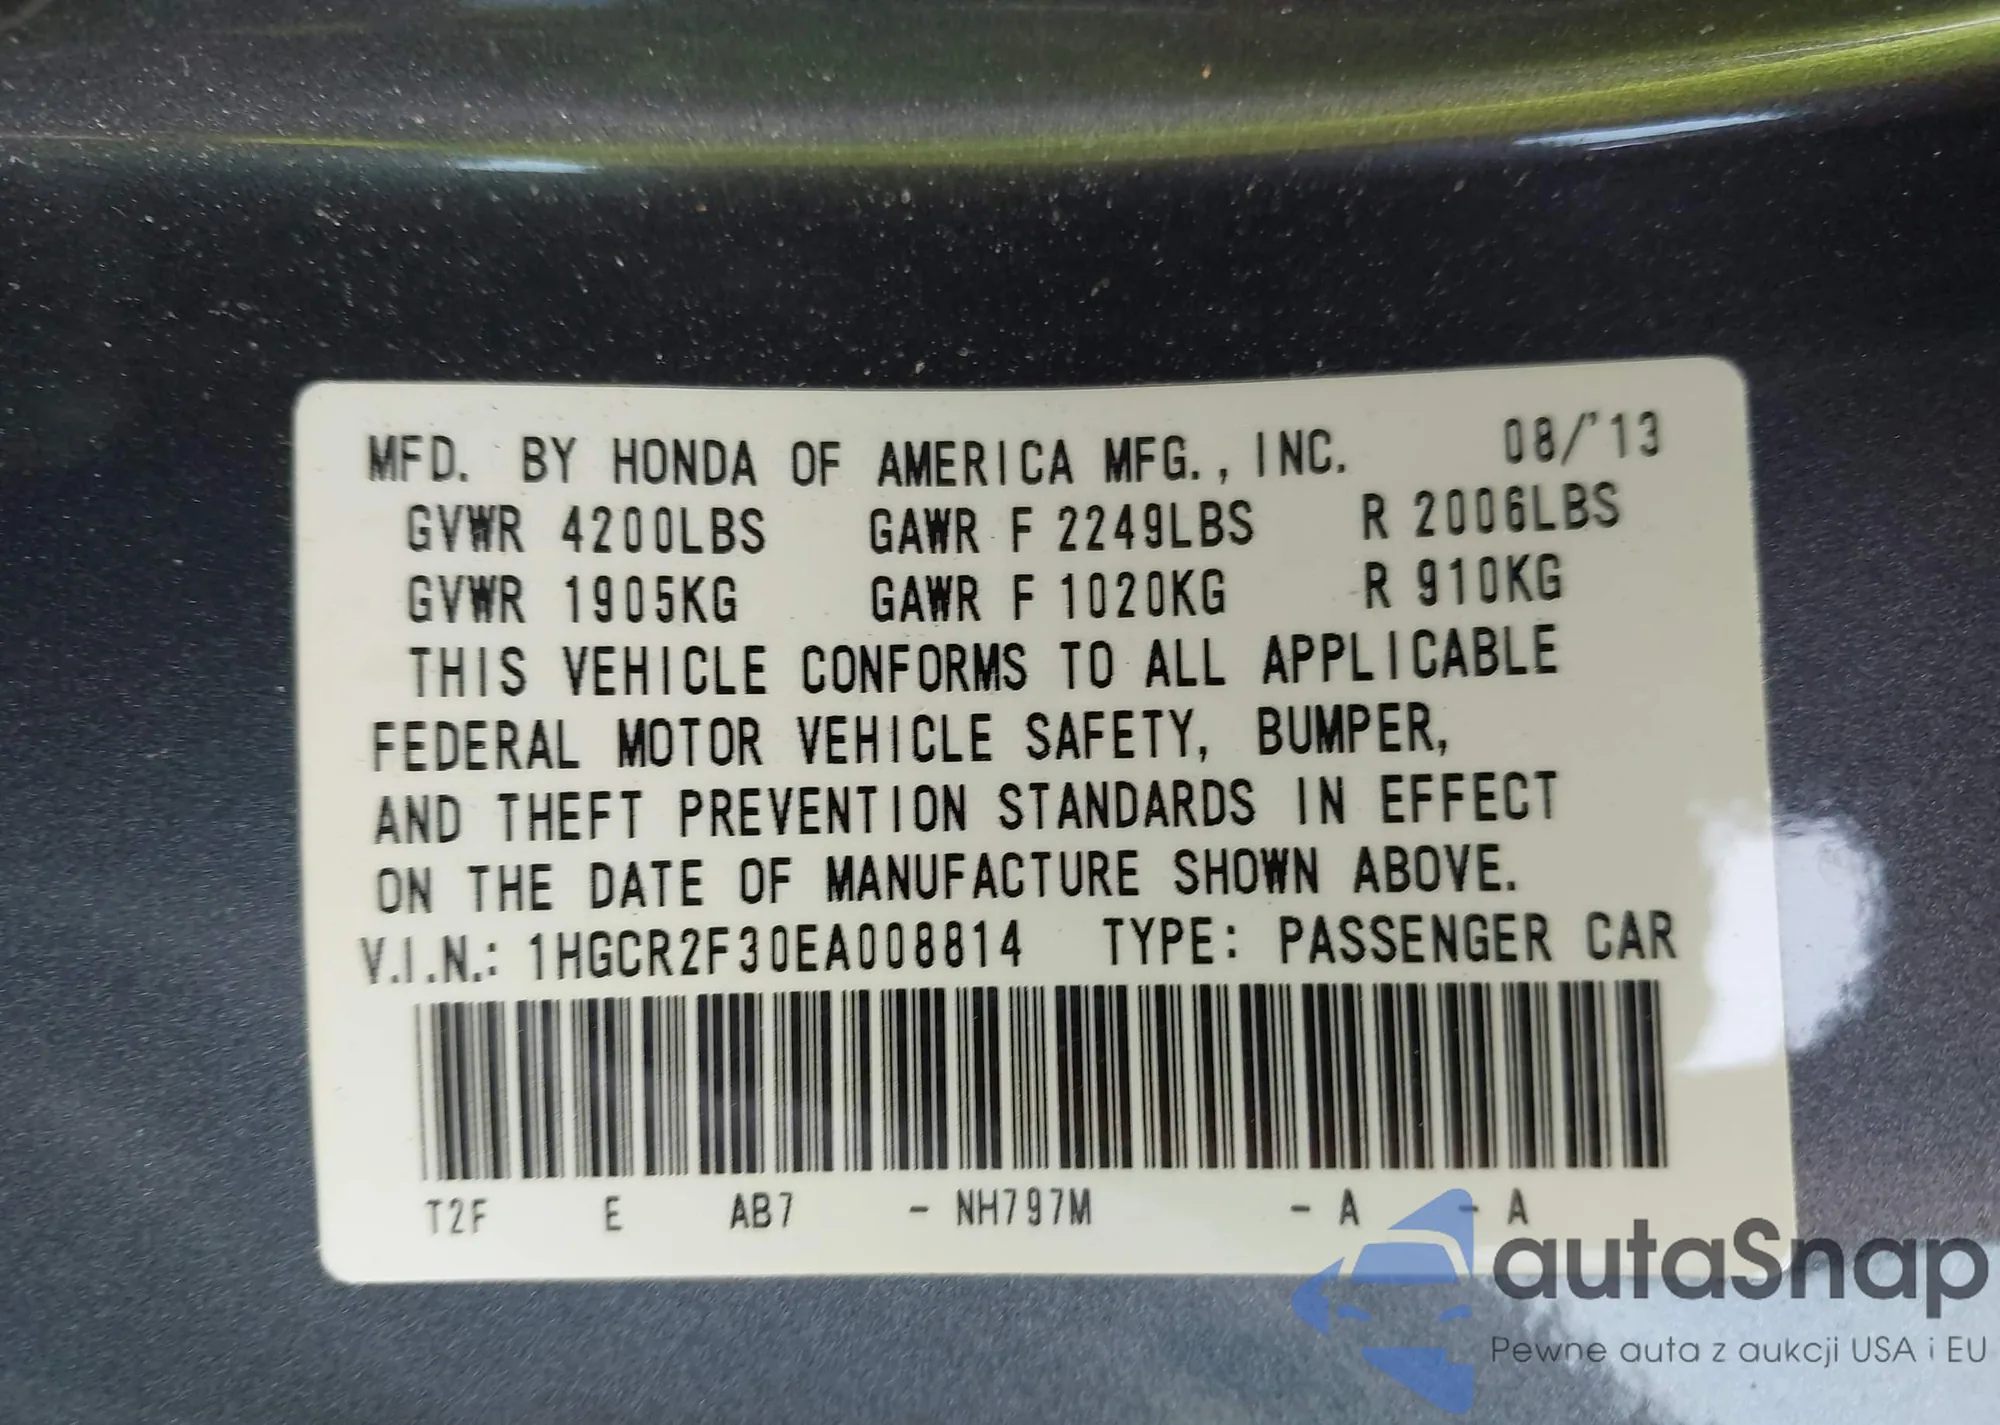 MFD. BY HONDA OF AMERICA MFG., INC. 08/'13
GVWR 4200LBS GAWR F 2249LBS R 2006LBS
GVWR 1905KG GAWR F 1020KG R 910KG
THIS VEHICLE CONFORMS TO ALL APPLICABLE
FEDERAL MOTOR VEHICLE SAFETY, BUMPER,
AND THEFT PREVENTION STANDARDS IN EFFECT
ON THE DATE OF MANUFACTURE SHOWN ABOVE.
V.I.N.: 1HGCR2F30EA008814 TYPE: PASSENGER CAR
T2F E AB7 - NH797M - A - A
autaSnap
Pewne auta z aukcji USA i EU